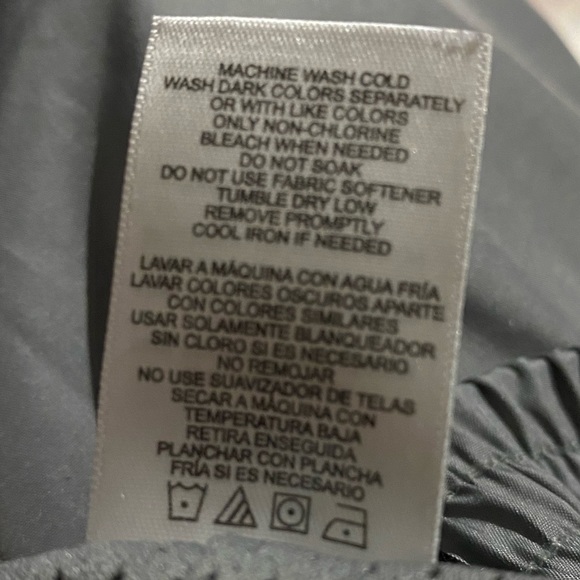 MACHINE WASH COLD
WASH DARK COLORS SEPARATELY
OR WITH LIKE COLORS
ONLY NON-CHLORINE
BLEACH WHEN NEEDED
DO NOT SOAK
DO NOT USE FABRIC SOFTENER
TUMBLE DRY LOW
REMOVE PROMPTLY
COOL IRON IF NEEDED
LAVAR A MÁQUINA CON AGUA FRÍA
LAVAR COLORES OSCUROS APARTE
CON COLORES SIMILARES
USAR SOLAMENTE BLANQUEADOR
SIN CLORO SI ES NECESARIO
NO REMOJAR
NO USE SUAVIZADOR DE TELAS
SECAR A MÁQUINA CON
TEMPERATURA BAJA
RETIRA ENSEGUIDA
PLANCHAR CON PLANCHA
FRÍA SI ES NECESARIO